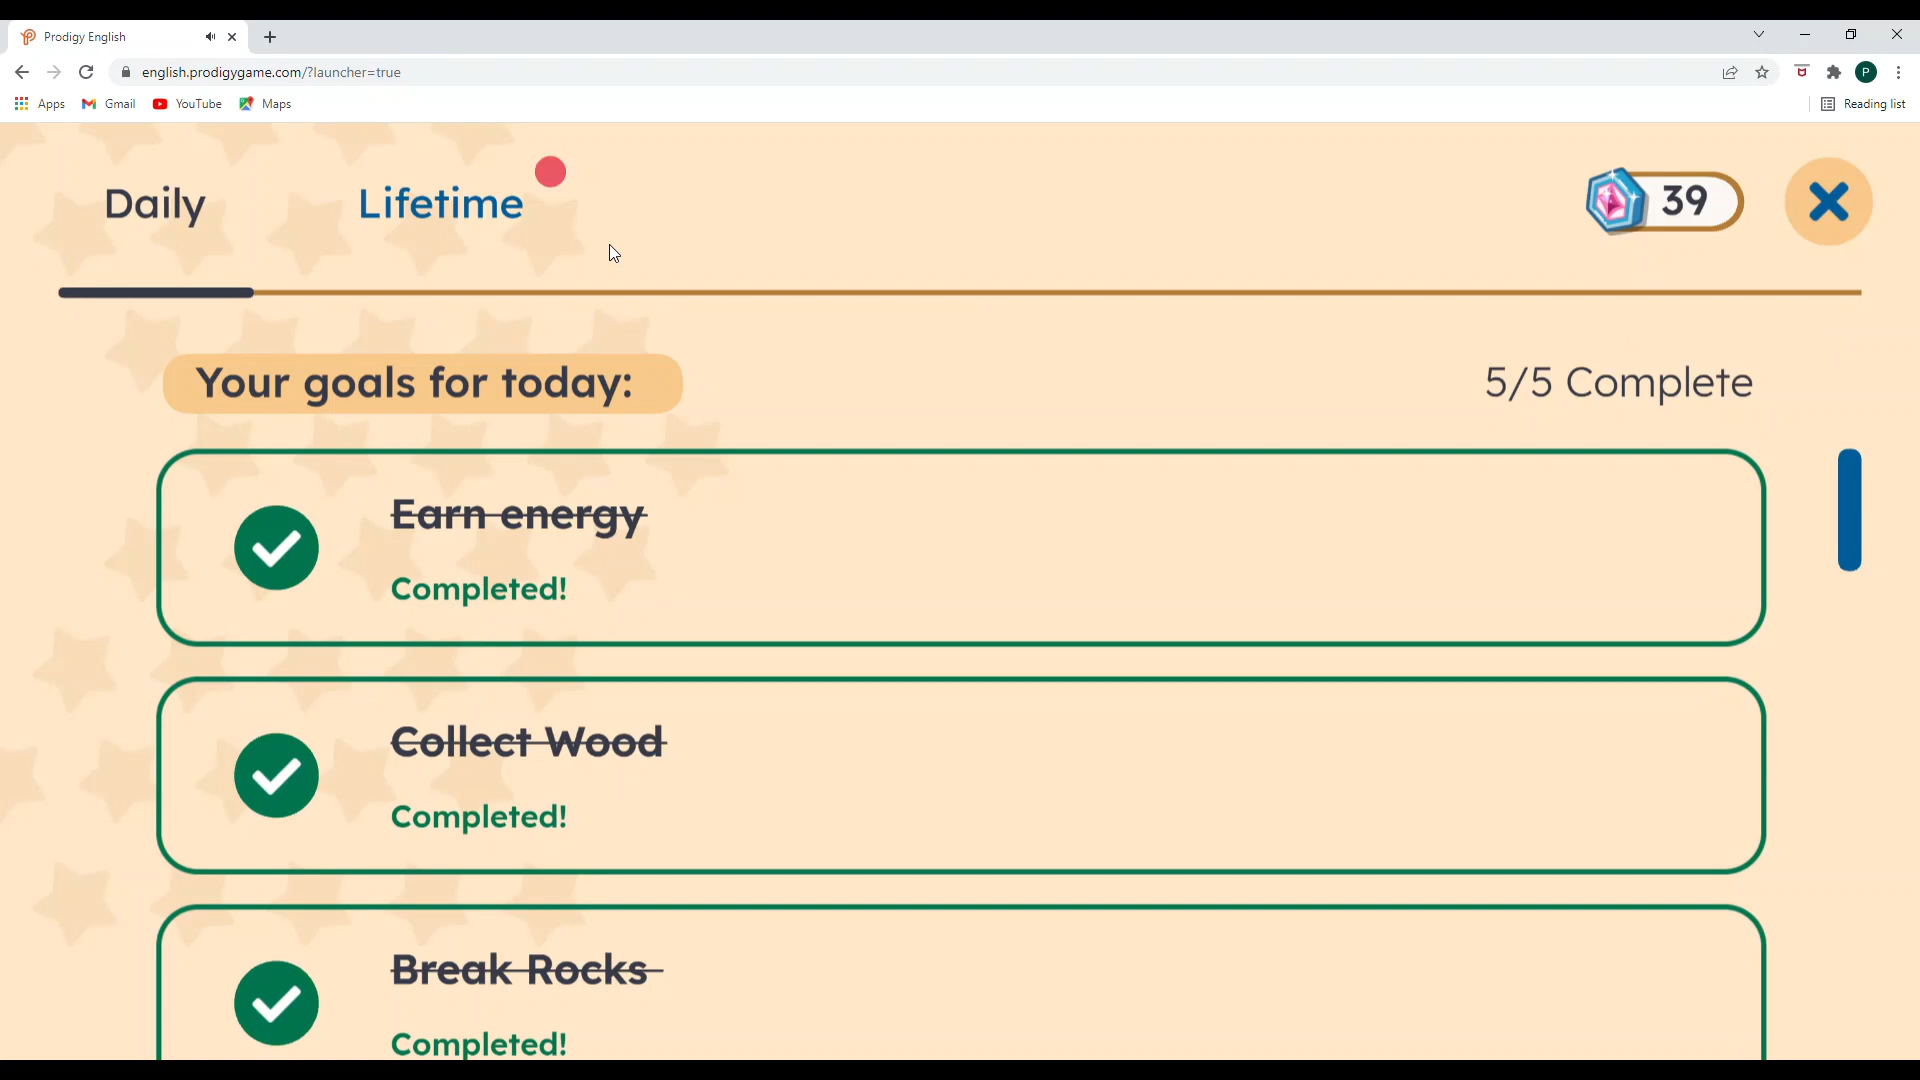 Prodigy English
english.prodigygame.com/?launcher=true
P
Apps Gmail YouTube Maps Reading list
Daily Lifetime 39
Your goals for today: 5/5 Complete
Earn energy
Completed!
Collect Wood
Completed!
Break Rocks
Completed!